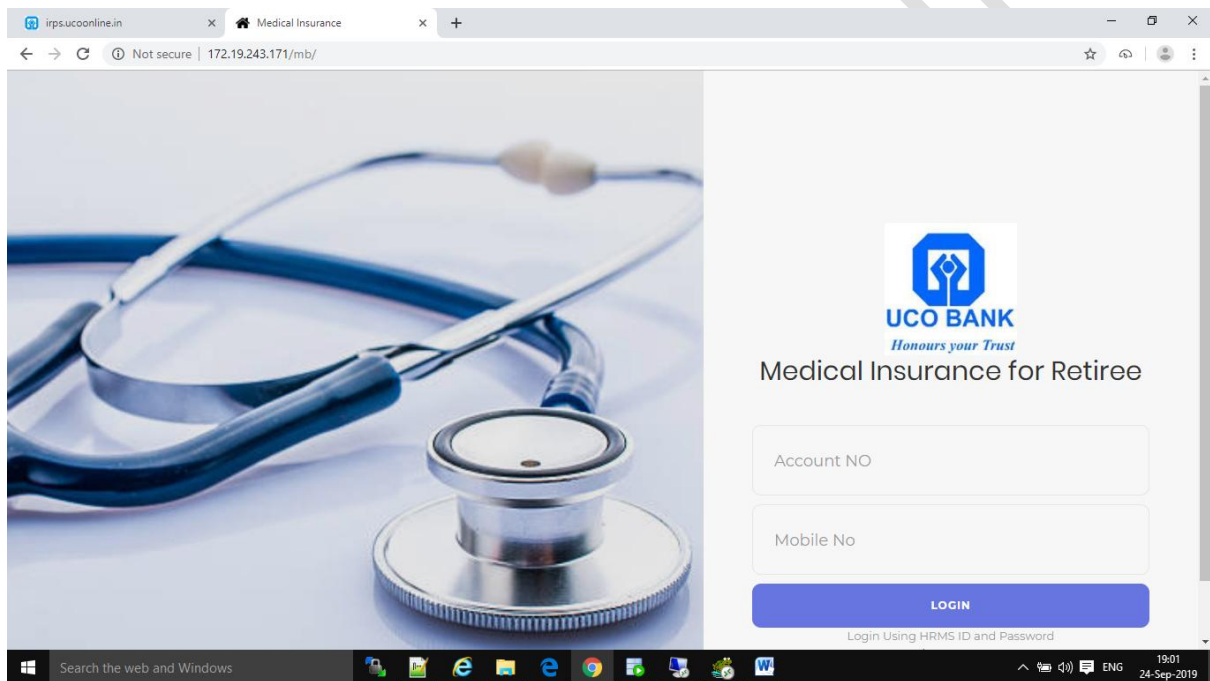 irps.ucoonline.in
Medical Insurance
Not secure | 172.19.243.171/mb/
UCO BANK
Honours your Trust
Medical Insurance for Retiree
Account NO
Mobile No
LOGIN
Login Using HRMS ID and Password
Search the web and Windows
ENG
19:01
24-Sep-2019